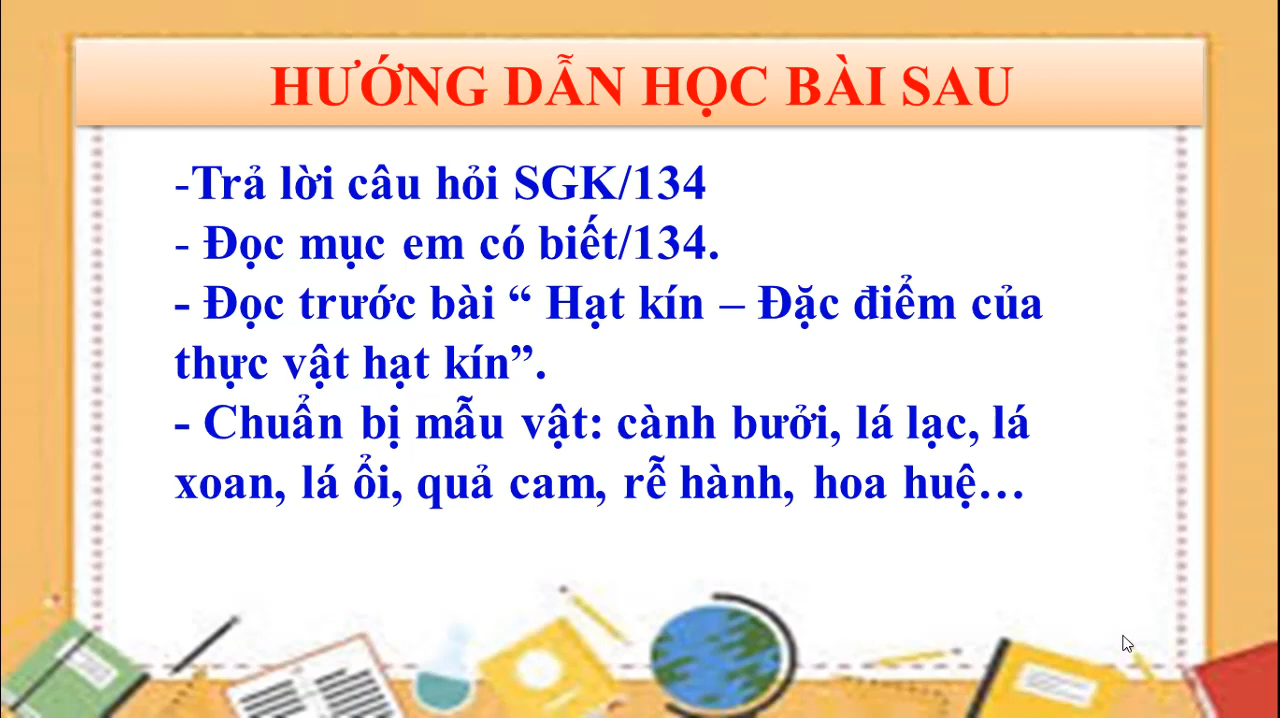 HƯỚNG DẪN HỌC BÀI SAU
-Trả lời câu hỏi SGK/134
- Đọc mục em có biết/134.
- Đọc trước bài “ Hạt kín – Đặc điểm của
thực vật hạt kín”.
- Chuẩn bị mẫu vật: cành bưởi, lá lạc, lá
xoan, lá ổi, quả cam, rễ hành, hoa huệ…